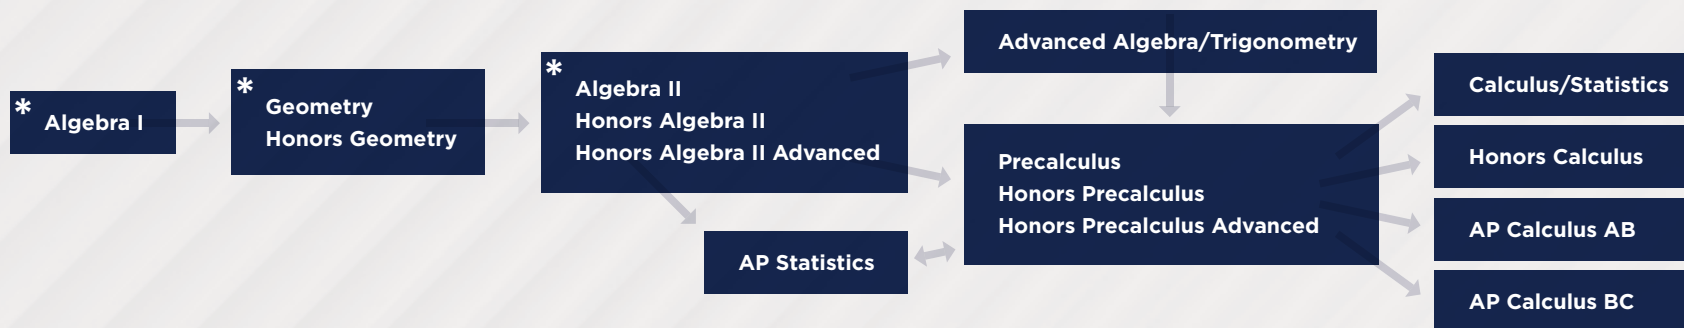 * Algebra I
* Geometry
Honors Geometry
* Algebra II
Honors Algebra II
Honors Algebra II Advanced
AP Statistics
Advanced Algebra/Trigonometry
Precalculus
Honors Precalculus
Honors Precalculus Advanced
Calculus/Statistics
Honors Calculus
AP Calculus AB
AP Calculus BC